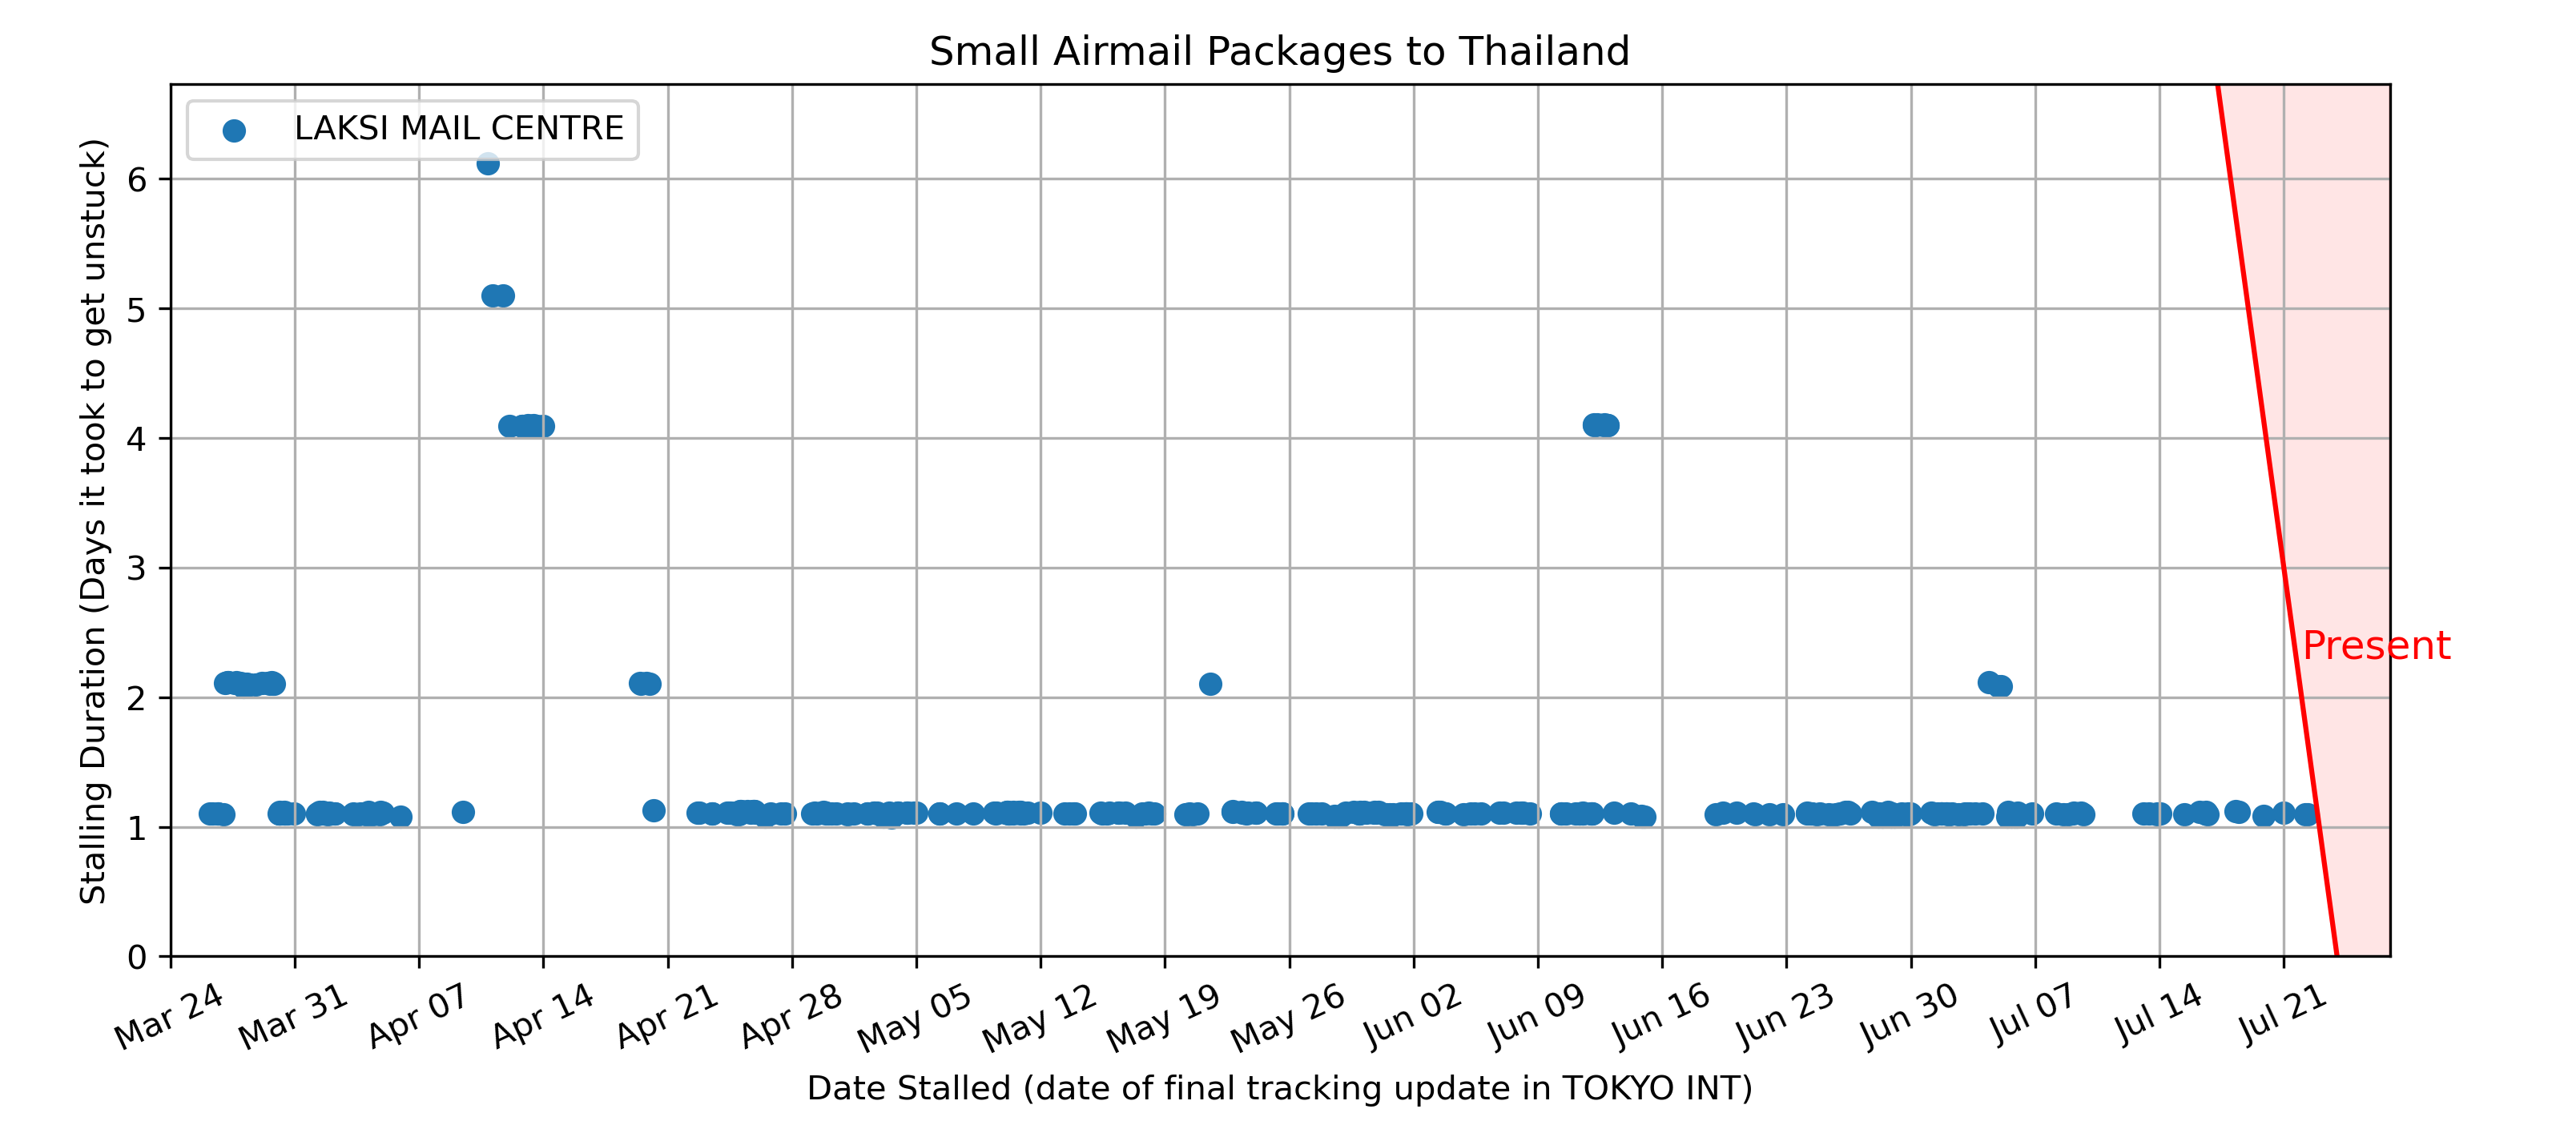 Small Airmail Packages to Thailand
LAKSI MAIL CENTRE
Stalling Duration (Days it took to get unstuck)
6
5
4
3
2
1
0
Present
Mar 24
Mar 31
Apr 07
Apr 14
Apr 21
Apr 28
May 05
May 12
May 19
May 26
Jun 02
Jun 09
Jun 16
Jun 23
Jun 30
Jul 07
Jul 14
Jul 21
Date Stalled (date of final tracking update in TOKYO INT)